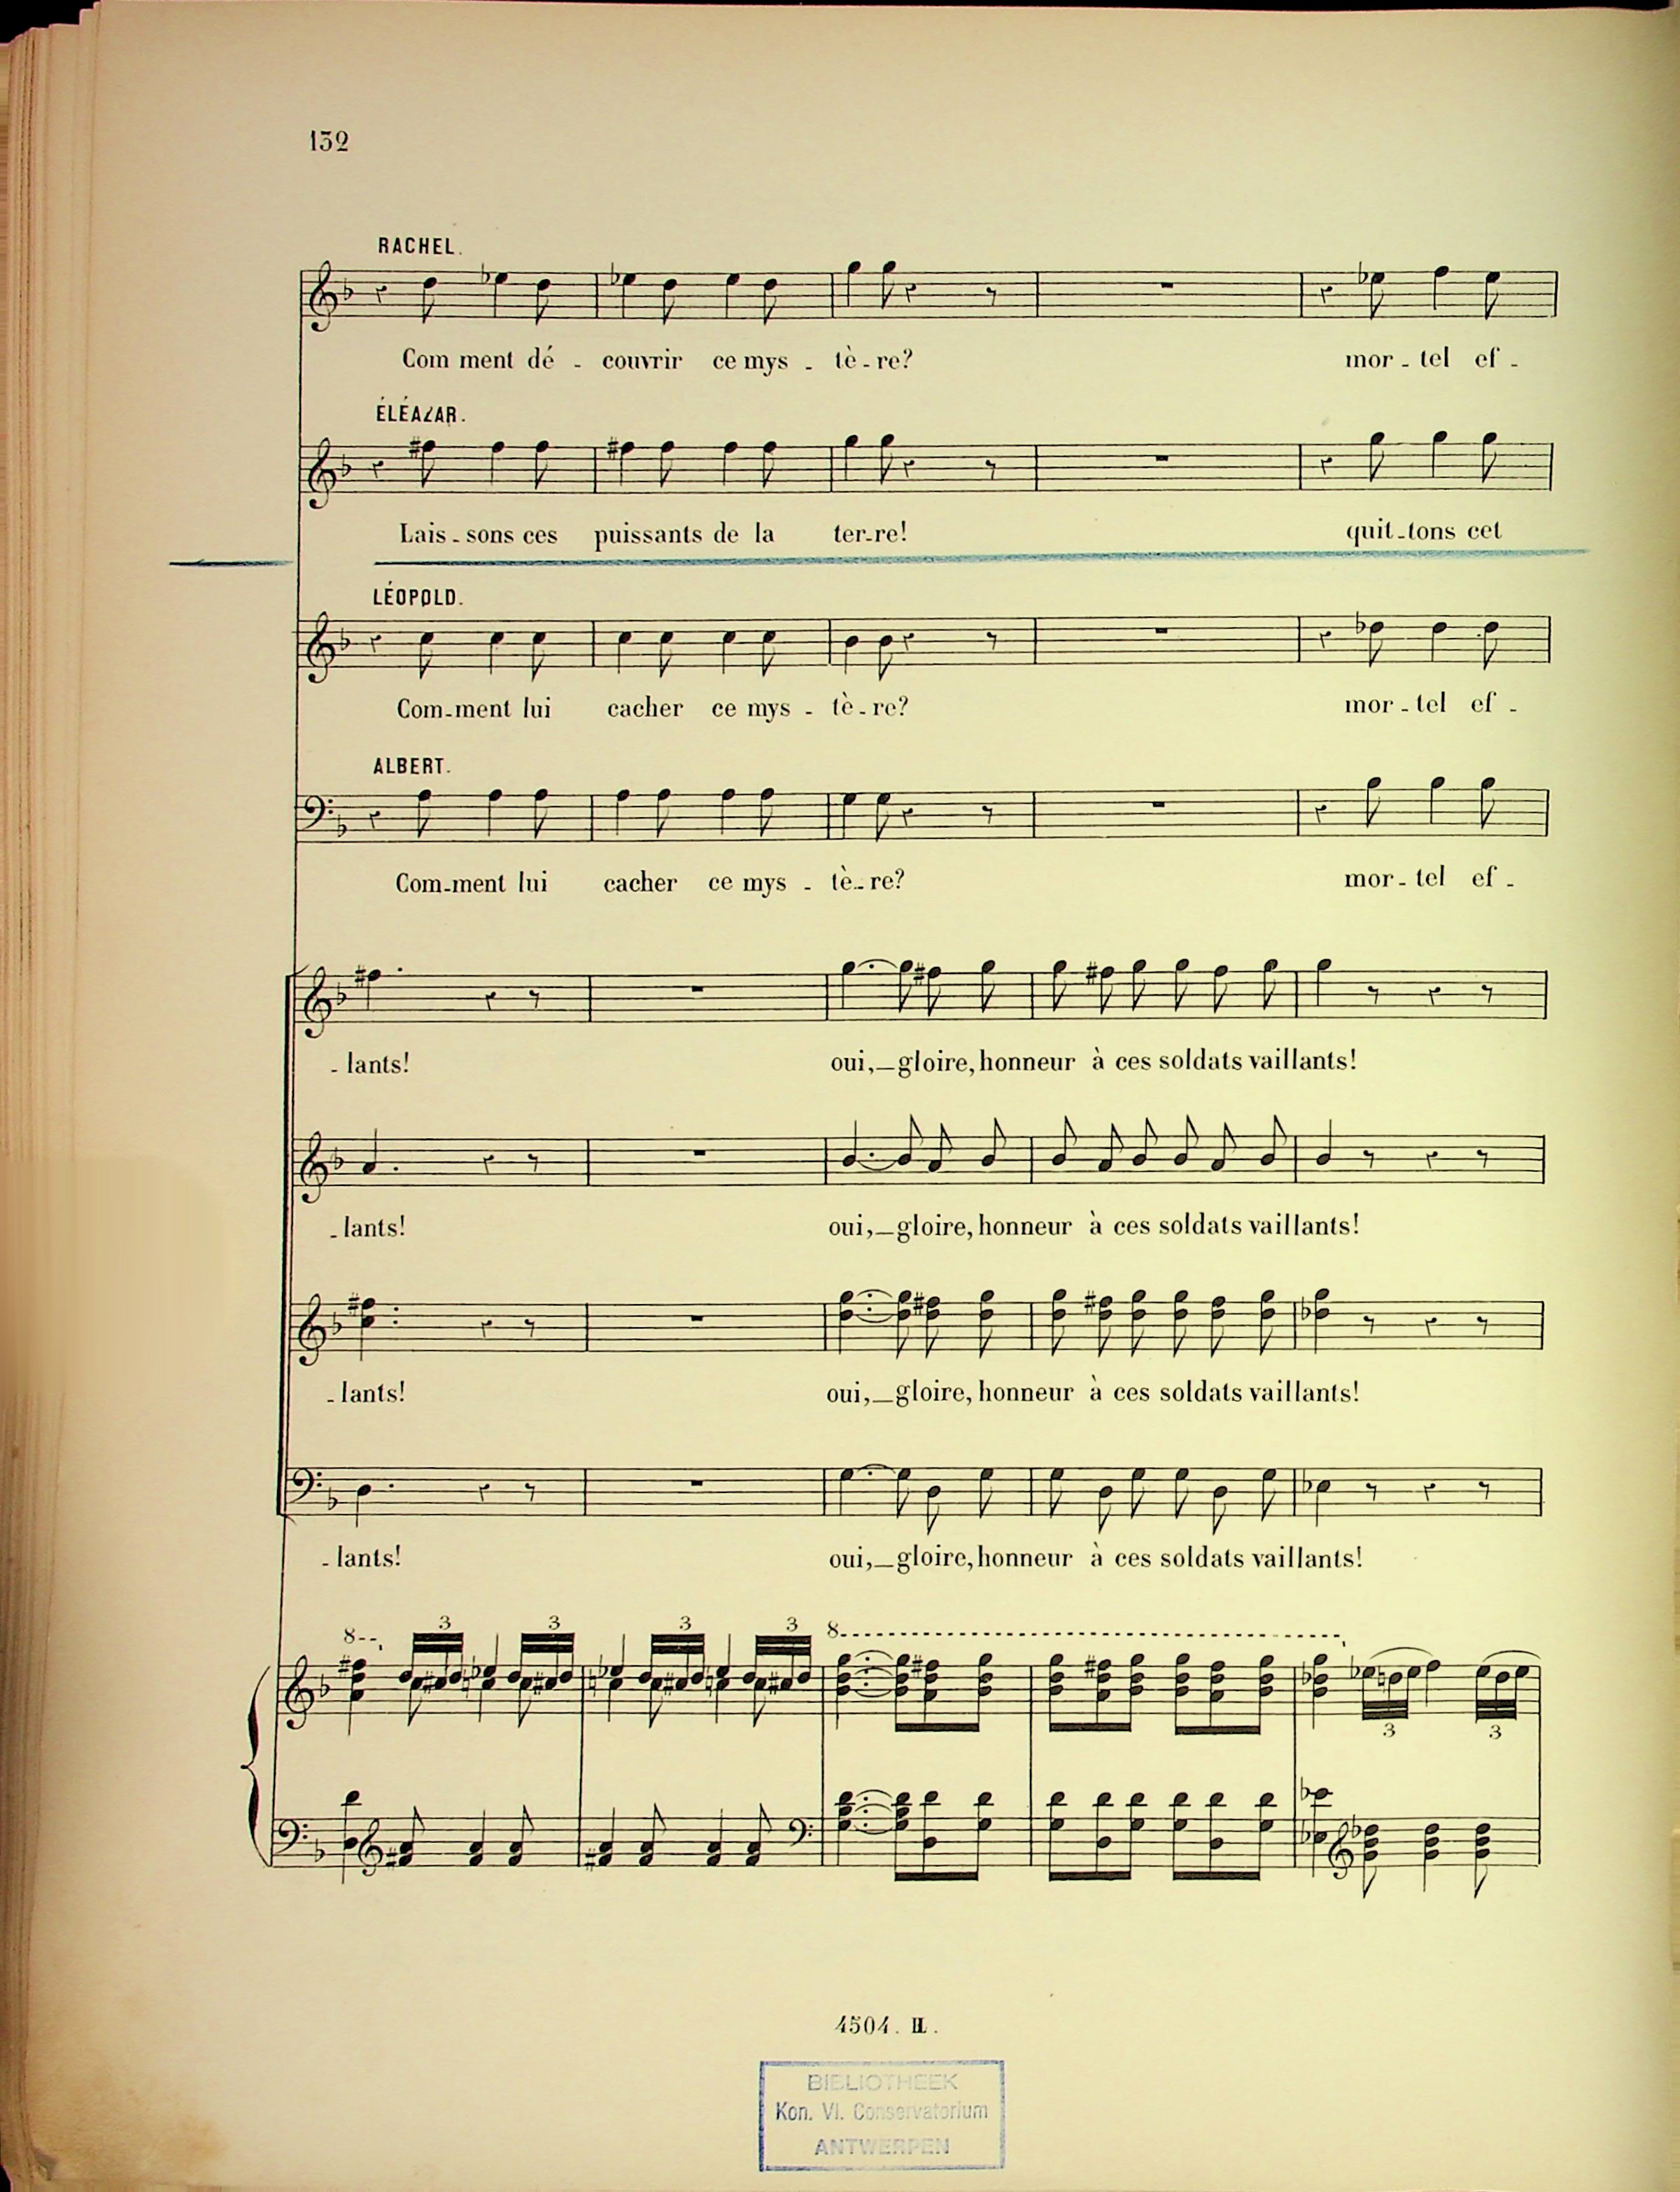 132
RACHEL.
Com ment dé - couvrir ce mys - tè - re? mor - tel ef -
ÉLÉAZAR.
Lais - sons ces puissants de la ter - re! quit - tons cet
LÉOPOLD.
Com - ment lui cacher ce mys - tè - re? mor - tel ef -
ALBERT.
Com - ment lui cacher ce mys - tè - re? mor - tel ef -
- lants! oui, _ gloire, honneur à ces soldats vaillants!
- lants! oui, _ gloire, honneur à ces soldats vaillants!
- lants! oui, _ gloire, honneur à ces soldats vaillants!
- lants! oui, _ gloire, honneur à ces soldats vaillants!
8 3 3 3 3 8
3 3
4504. H.
BIBLIOTHEEK
Kon. Vl. Conservatorium
ANTWERPEN